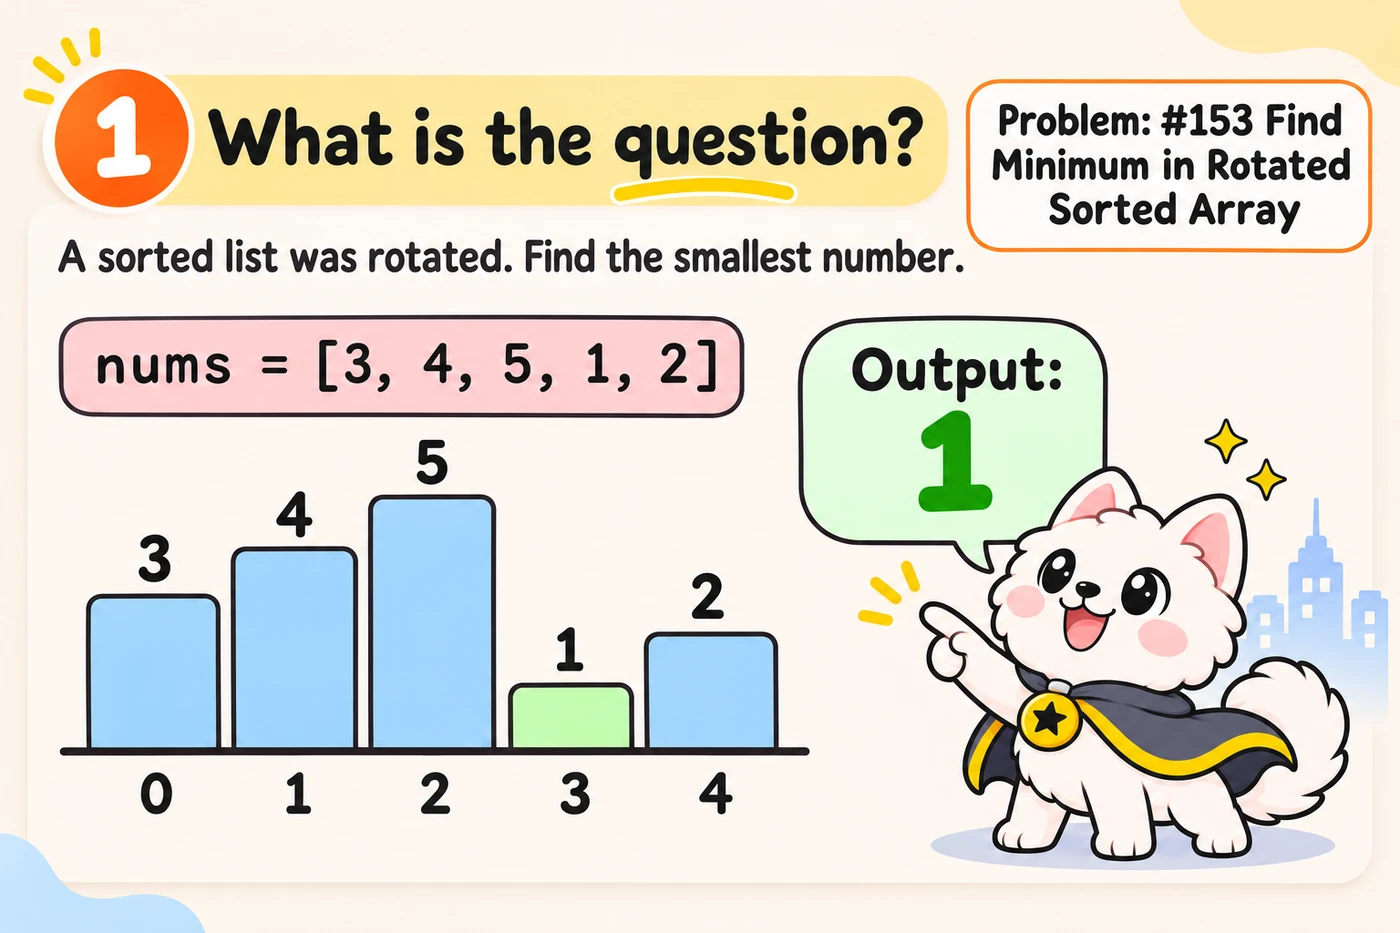 1
What is the question?
Problem: #153 Find
Minimum in Rotated
Sorted Array
A sorted list was rotated. Find the smallest number.
nums = [3, 4, 5, 1, 2]
Output:
1
3
4
5
1
2
0
1
2
3
4